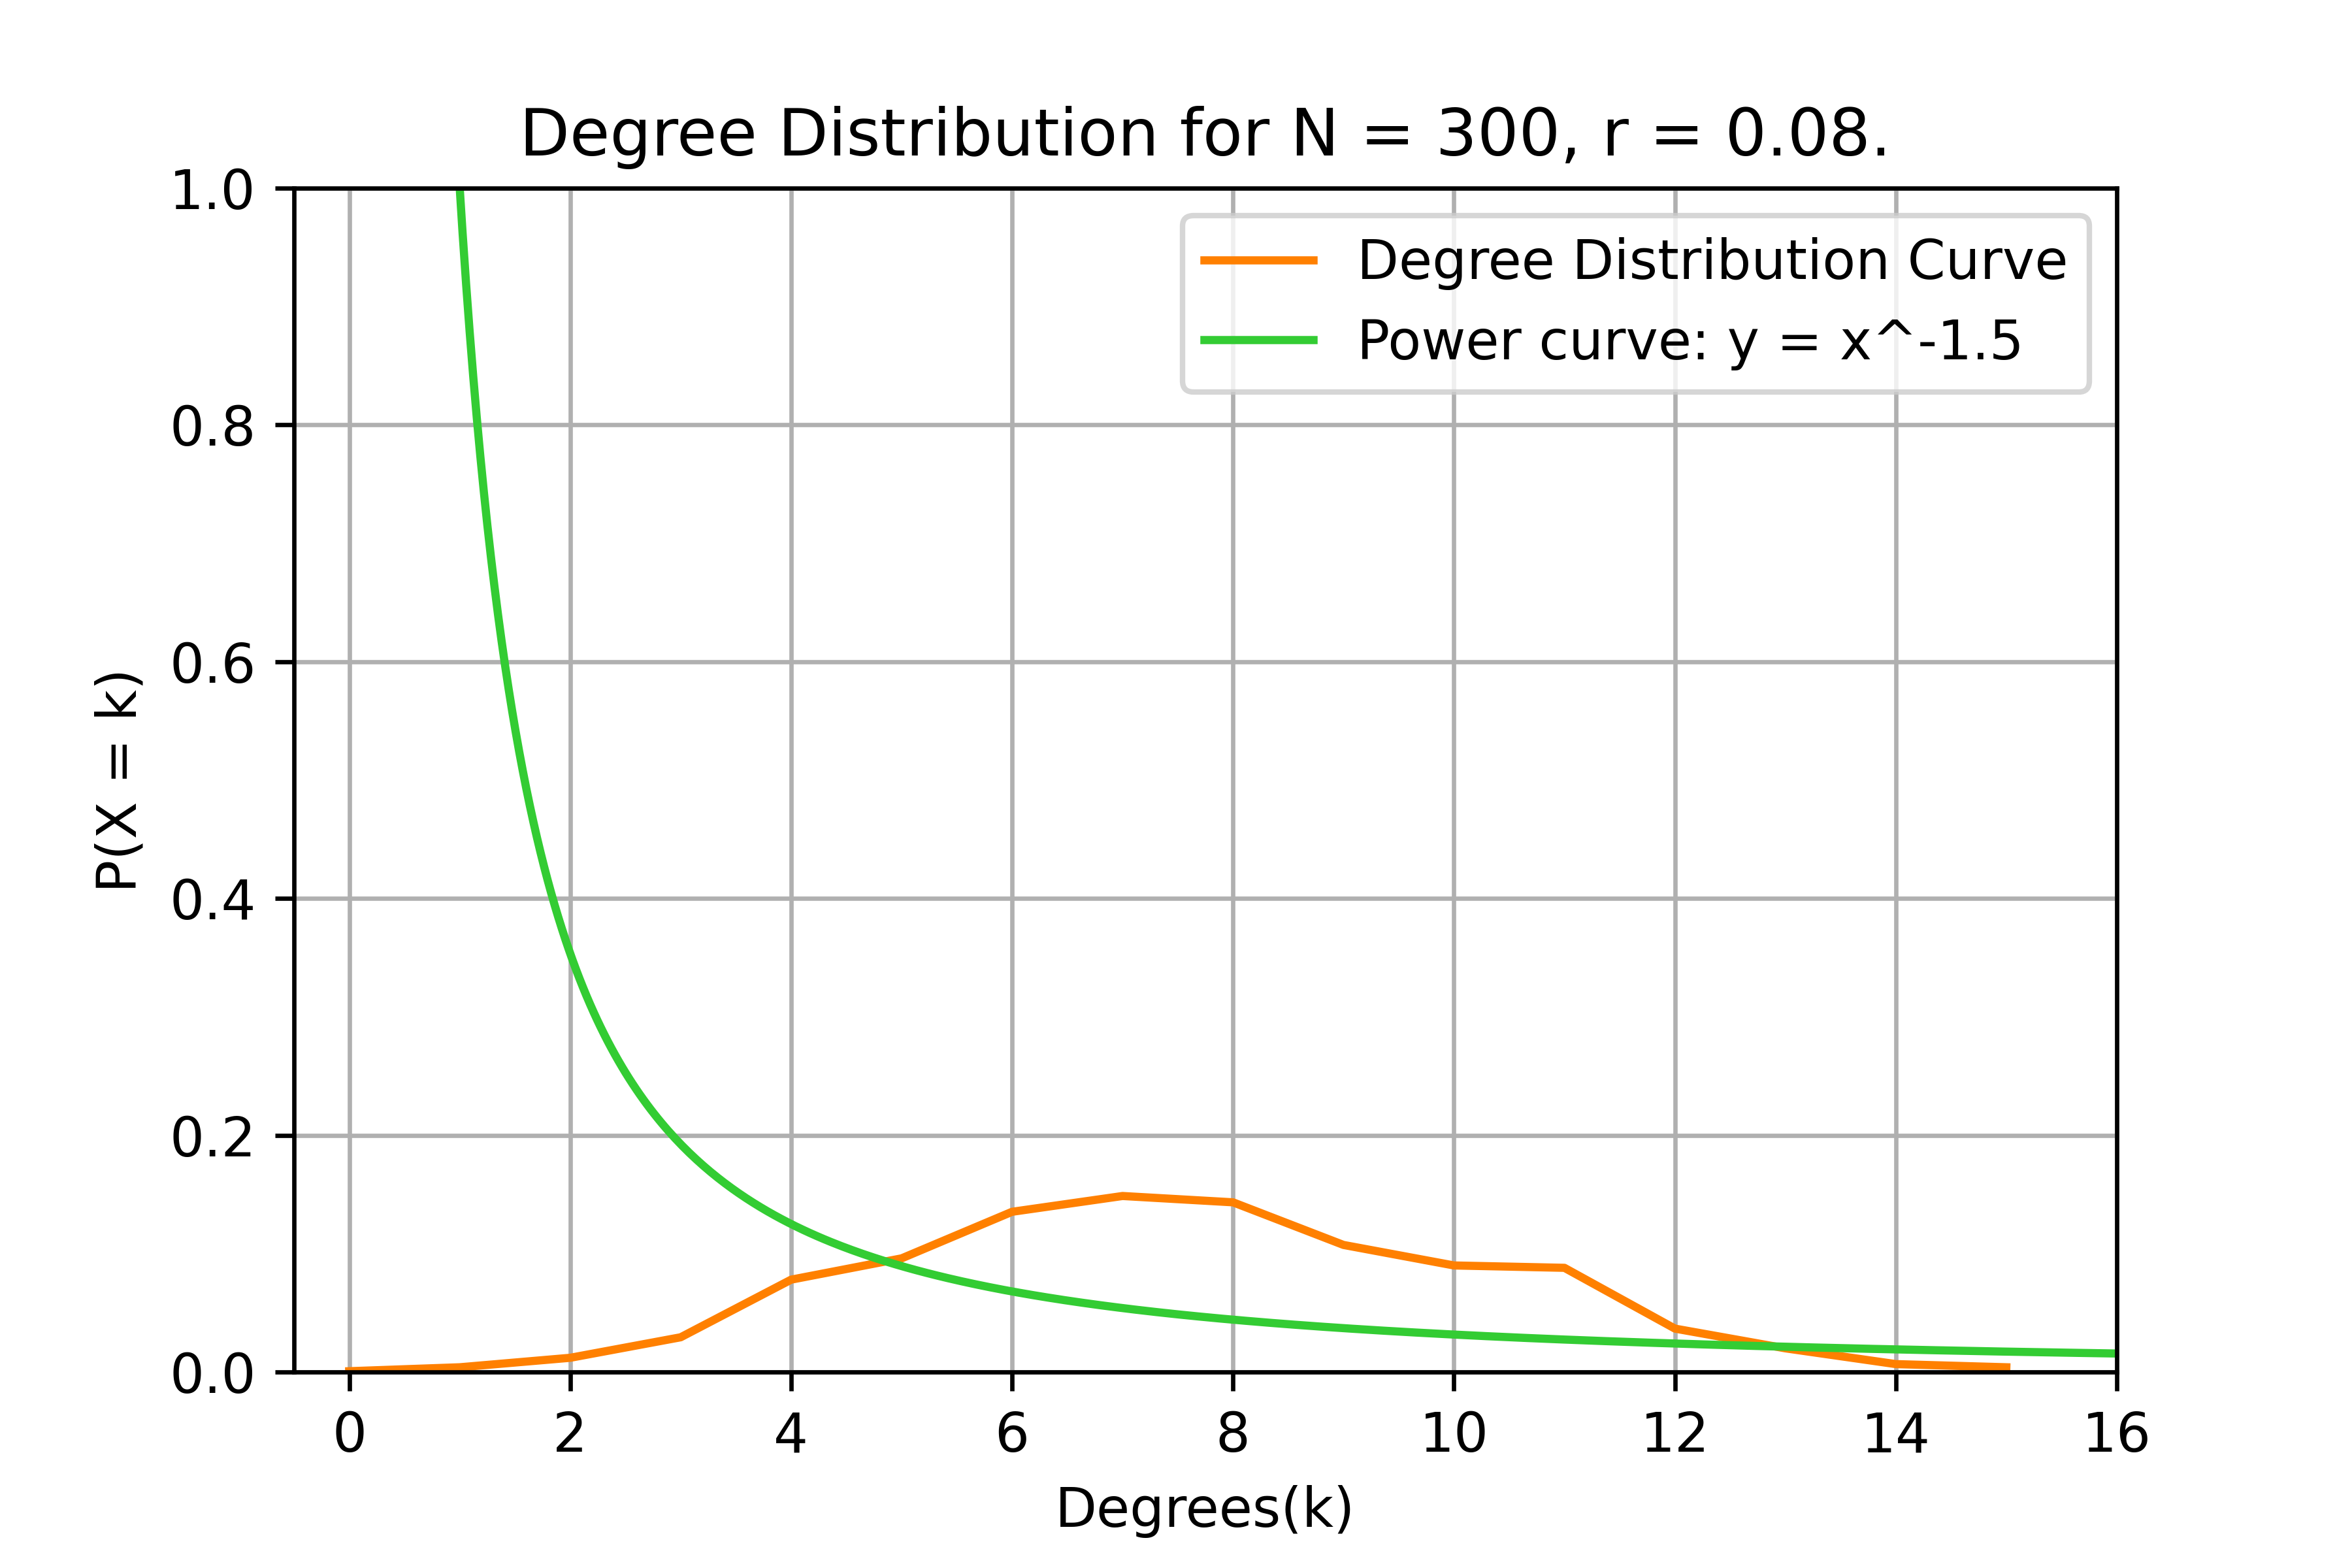 Degree Distribution for N = 300, r = 0.08.
Degree Distribution Curve
Power curve: y = x^-1.5
1.0
0.8
0.6
0.4
0.2
0.0
P(X = k)
0 2 4 6 8 10 12 14 16
Degrees(k)